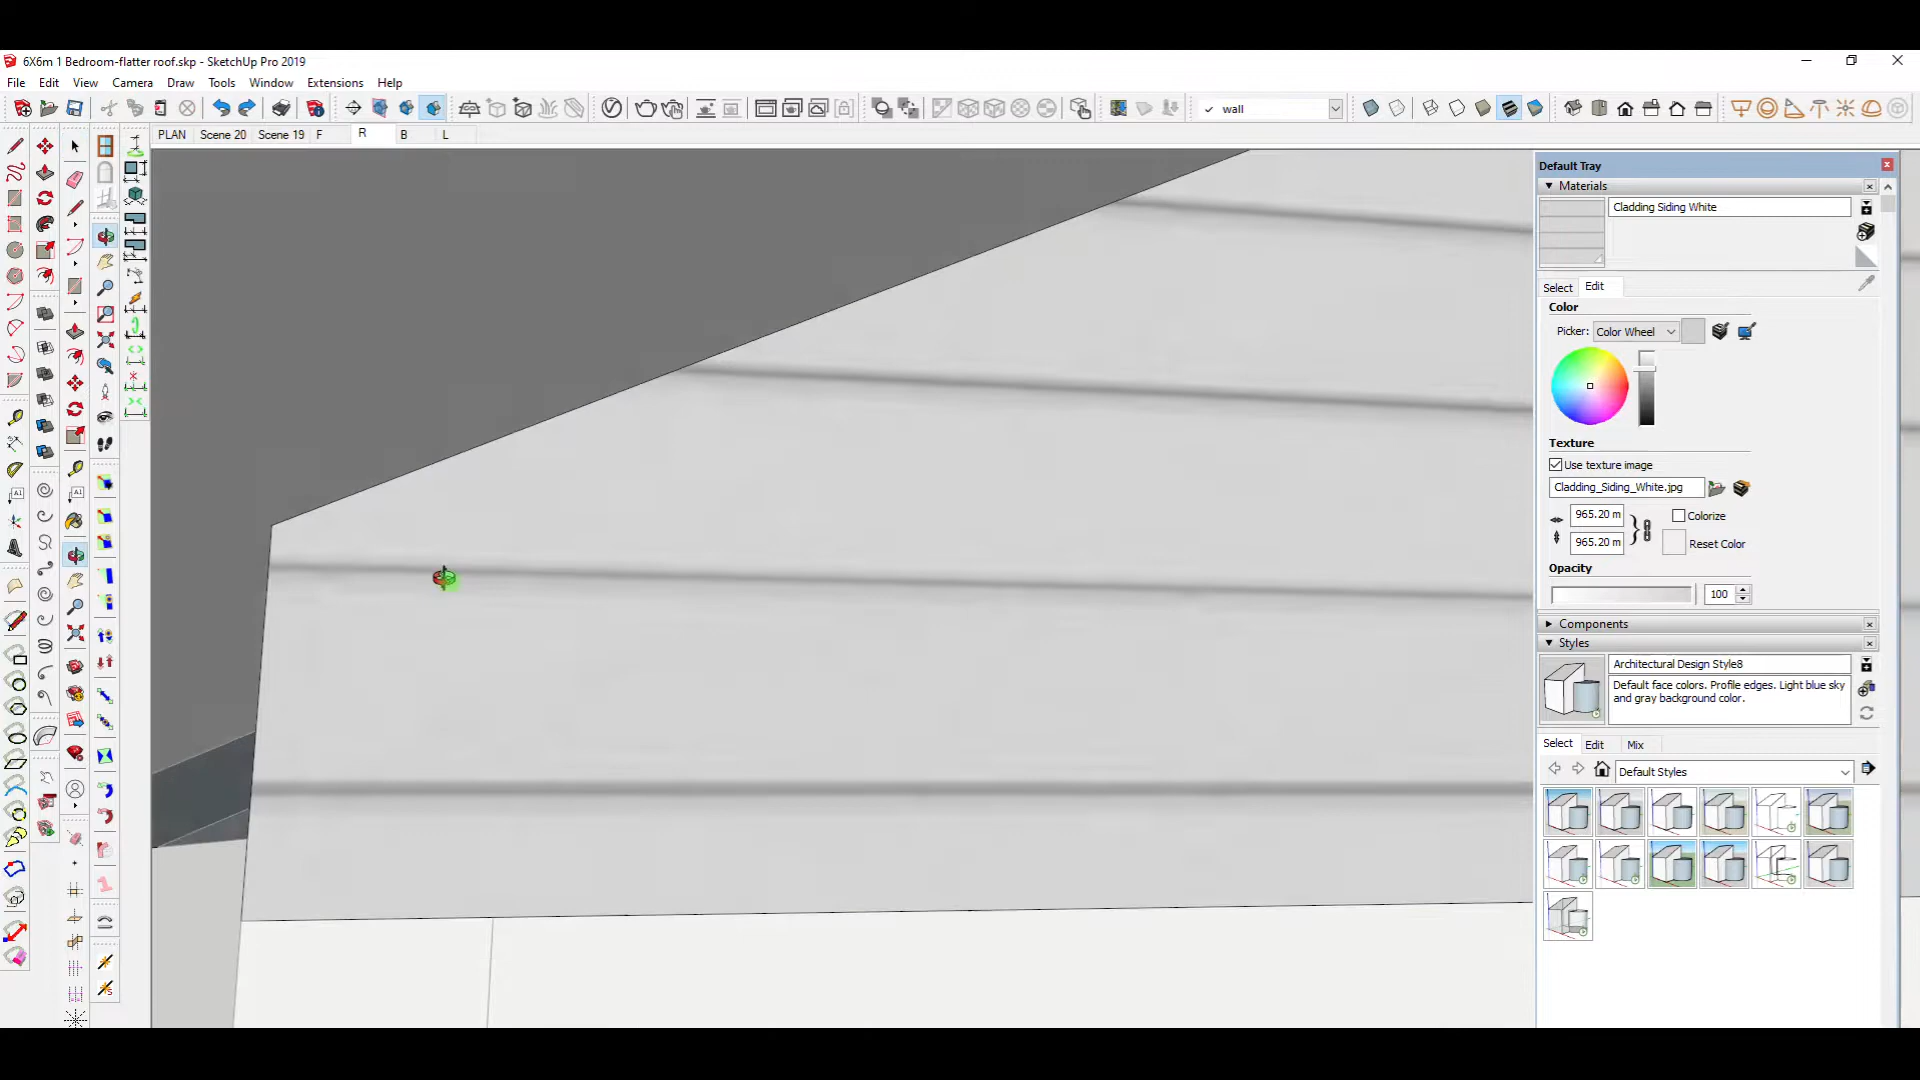 6X6m 1 Bedroom-flatter roof.skp - SketchUp Pro 2019
File Edit View Camera Draw Tools Window Extensions Help
wall
PLAN Scene 20 Scene 19 F R B L
Default Tray
Materials
Cladding Siding White
Select Edit
Color
Picker: Color Wheel
Texture
Use texture image
Cladding_Siding_White.jpg
965.20 m
Colorize
965.20 m
Reset Color
Opacity
100
Components
Styles
Architectural Design Style8
Default face colors. Profile edges. Light blue sky
and gray background color.
Select Edit Mix
Default Styles